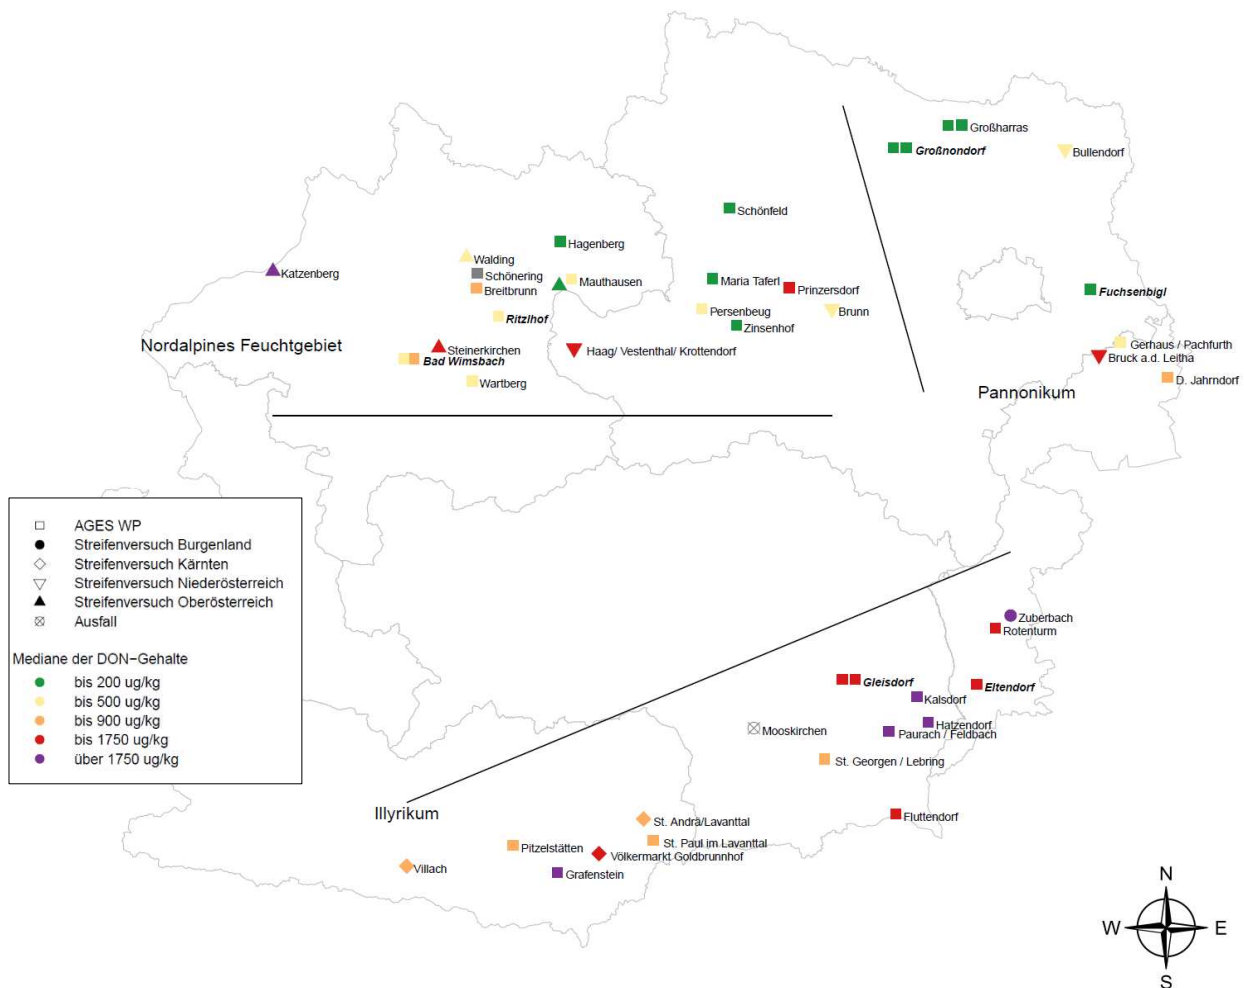 Großharras
Großnondorf
Bullendorf
Schönfeld
Hagenberg
Walding
Katzenberg
Schönering
Mauthausen
Maria Taferl
Prinzersdorf
Breitbrunn
Fuchsenbigl
Persenbeug
Brunn
Ritzlhof
Zinsenhof
Nordalpines Feuchtgebiet
Steinerkirchen
Haag/ Vestenthal/ Krottendorf
Gerhaus / Pachfurth
Bruck a.d. Leitha
Bad Wimsbach
Wartberg
D. Jahrndorf
Pannonikum
AGES WP
Streifenversuch Burgenland
Streifenversuch Kärnten
Streifenversuch Niederösterreich
Streifenversuch Oberösterreich
Ausfall
Mediane der DON−Gehalte
bis 200 ug/kg
bis 500 ug/kg
bis 900 ug/kg
bis 1750 ug/kg
über 1750 ug/kg
Zuberbach
Rotenturm
Gleisdorf
Eltendorf
Kalsdorf
Hatzendorf
Mooskirchen
Paurach / Feldbach
St. Georgen / Lebring
Illyrikum
Fluttendorf
St. Andrä/Lavanttal
St. Paul im Lavanttal
Pitzelstätten
Völkermarkt Goldbrunnhof
Villach
Grafenstein
N
W
E
S